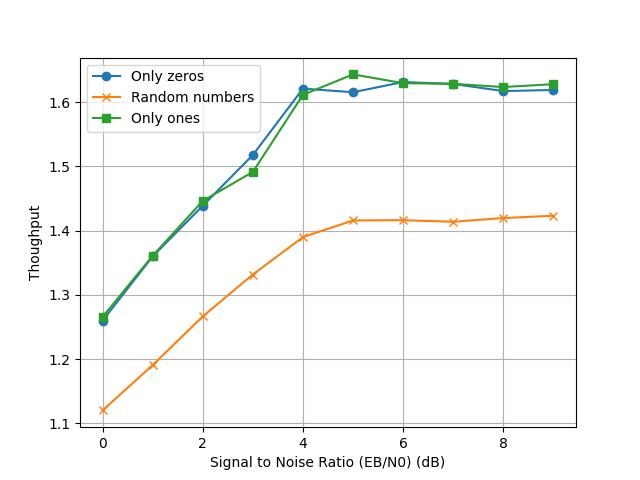 Only zeros
Random numbers
Only ones
1.6
1.5
1.4
1.3
1.2
1.1
Thoughput
0 2 4 6 8
Signal to Noise Ratio (EB/N0) (dB)